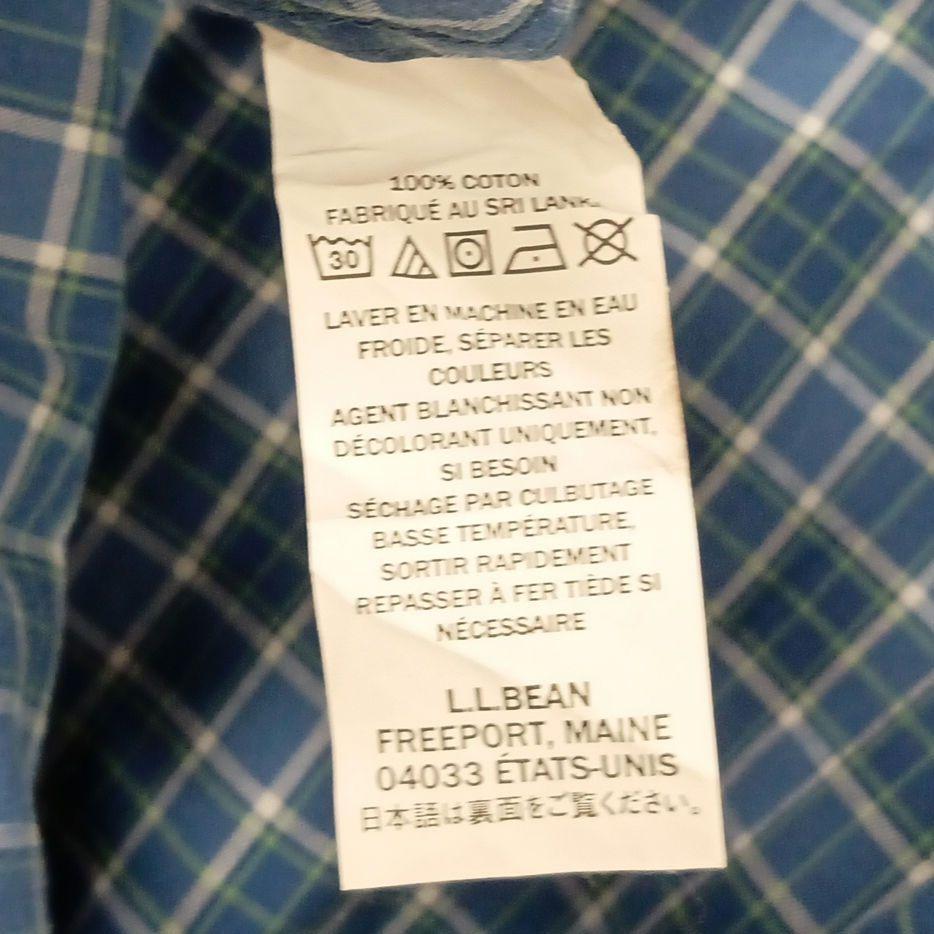 100% COTON
FABRIQUÉ AU SRI LANK
30
LAVER EN MACHINE EN EAU
FROIDE, SÉPARER LES
COULEURS
AGENT BLANCHISSANT NON
DÉCOLORANT UNIQUEMENT,
SI BESOIN
SÉCHAGE PAR CULBUTAGE
BASSE TEMPÉRATURE,
SORTIR RAPIDEMENT
REPASSER À FER TIÈDE SI
NÉCESSAIRE
L.L.BEAN
FREEPORT, MAINE
04033 ÉTATS-UNIS
日本語は裏面をご覧ください。